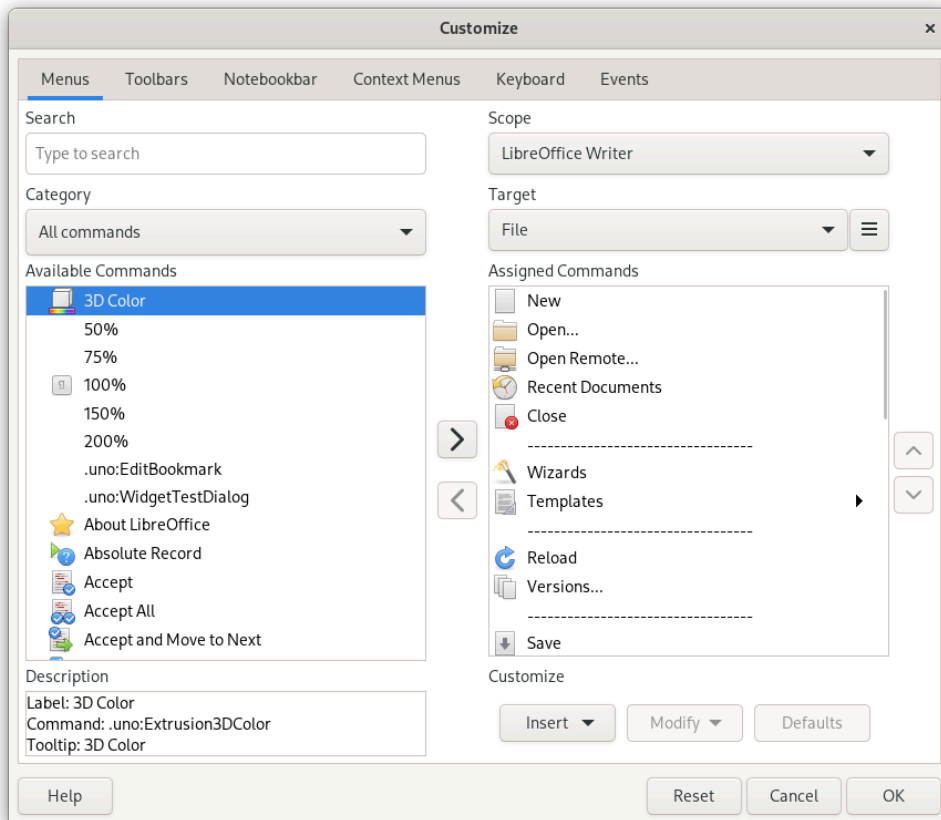 Customize
Menus Toolbars Notebookbar Context Menus Keyboard Events
Search
Type to search
Category
All commands
Available Commands
3D Color
50%
75%
100%
150%
200%
.uno:EditBookmark
.uno:WidgetTestDialog
About LibreOffice
Absolute Record
Accept
Accept All
Accept and Move to Next
Description
Label: 3D Color
Command: .uno:Extrusion3DColor
Tooltip: 3D Color
Scope
LibreOffice Writer
Target
File
Assigned Commands
New
Open...
Open Remote...
Recent Documents
Close
----------------------------------
Wizards
Templates
----------------------------------
Reload
Versions...
----------------------------------
Save
Customize
Insert Modify Defaults
Help Reset Cancel OK